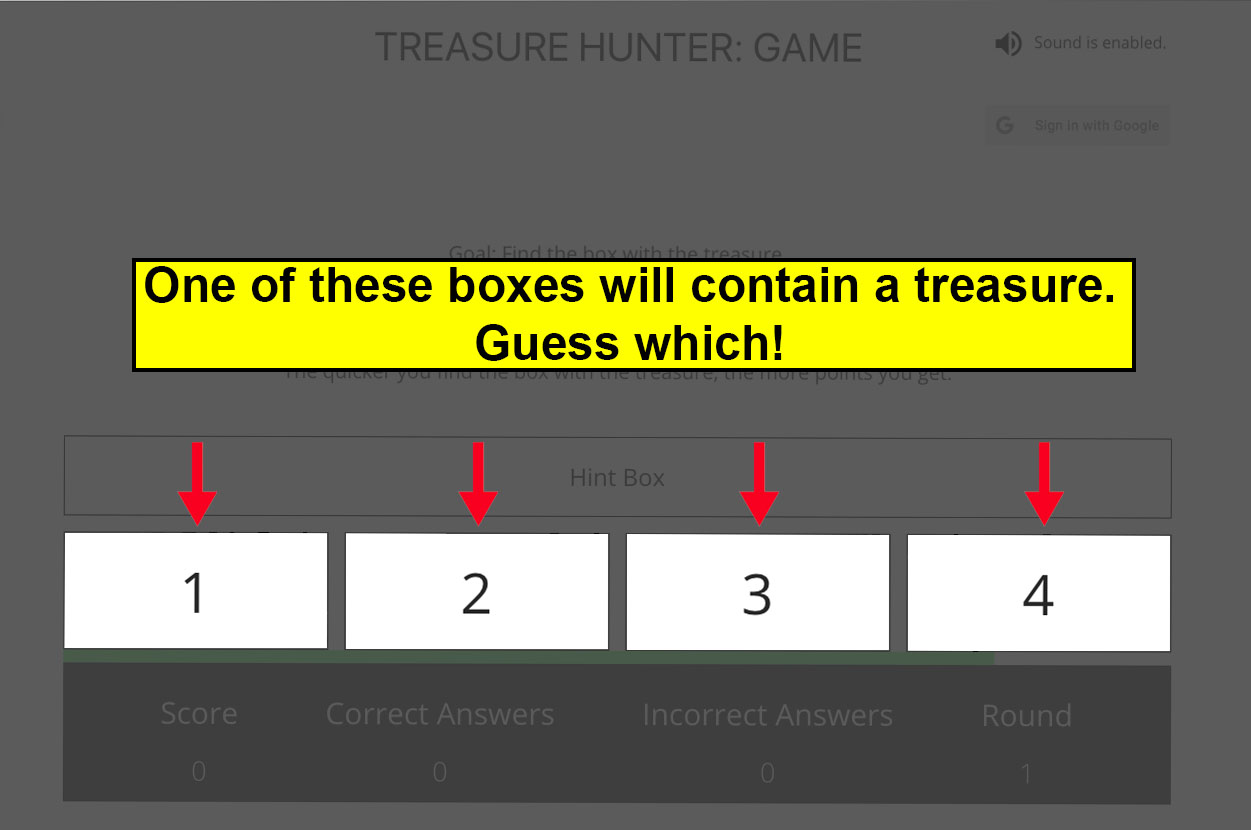 TREASURE HUNTER: GAME
Sound is enabled.
G Sign in with Google
Goal: Find the box with the treasure
One of these boxes will contain a treasure.
Guess which!
The quicker you find the box with the treasure, the more points you get.
Hint Box
1 2 3 4
Score Correct Answers Incorrect Answers Round
0 0 0 1